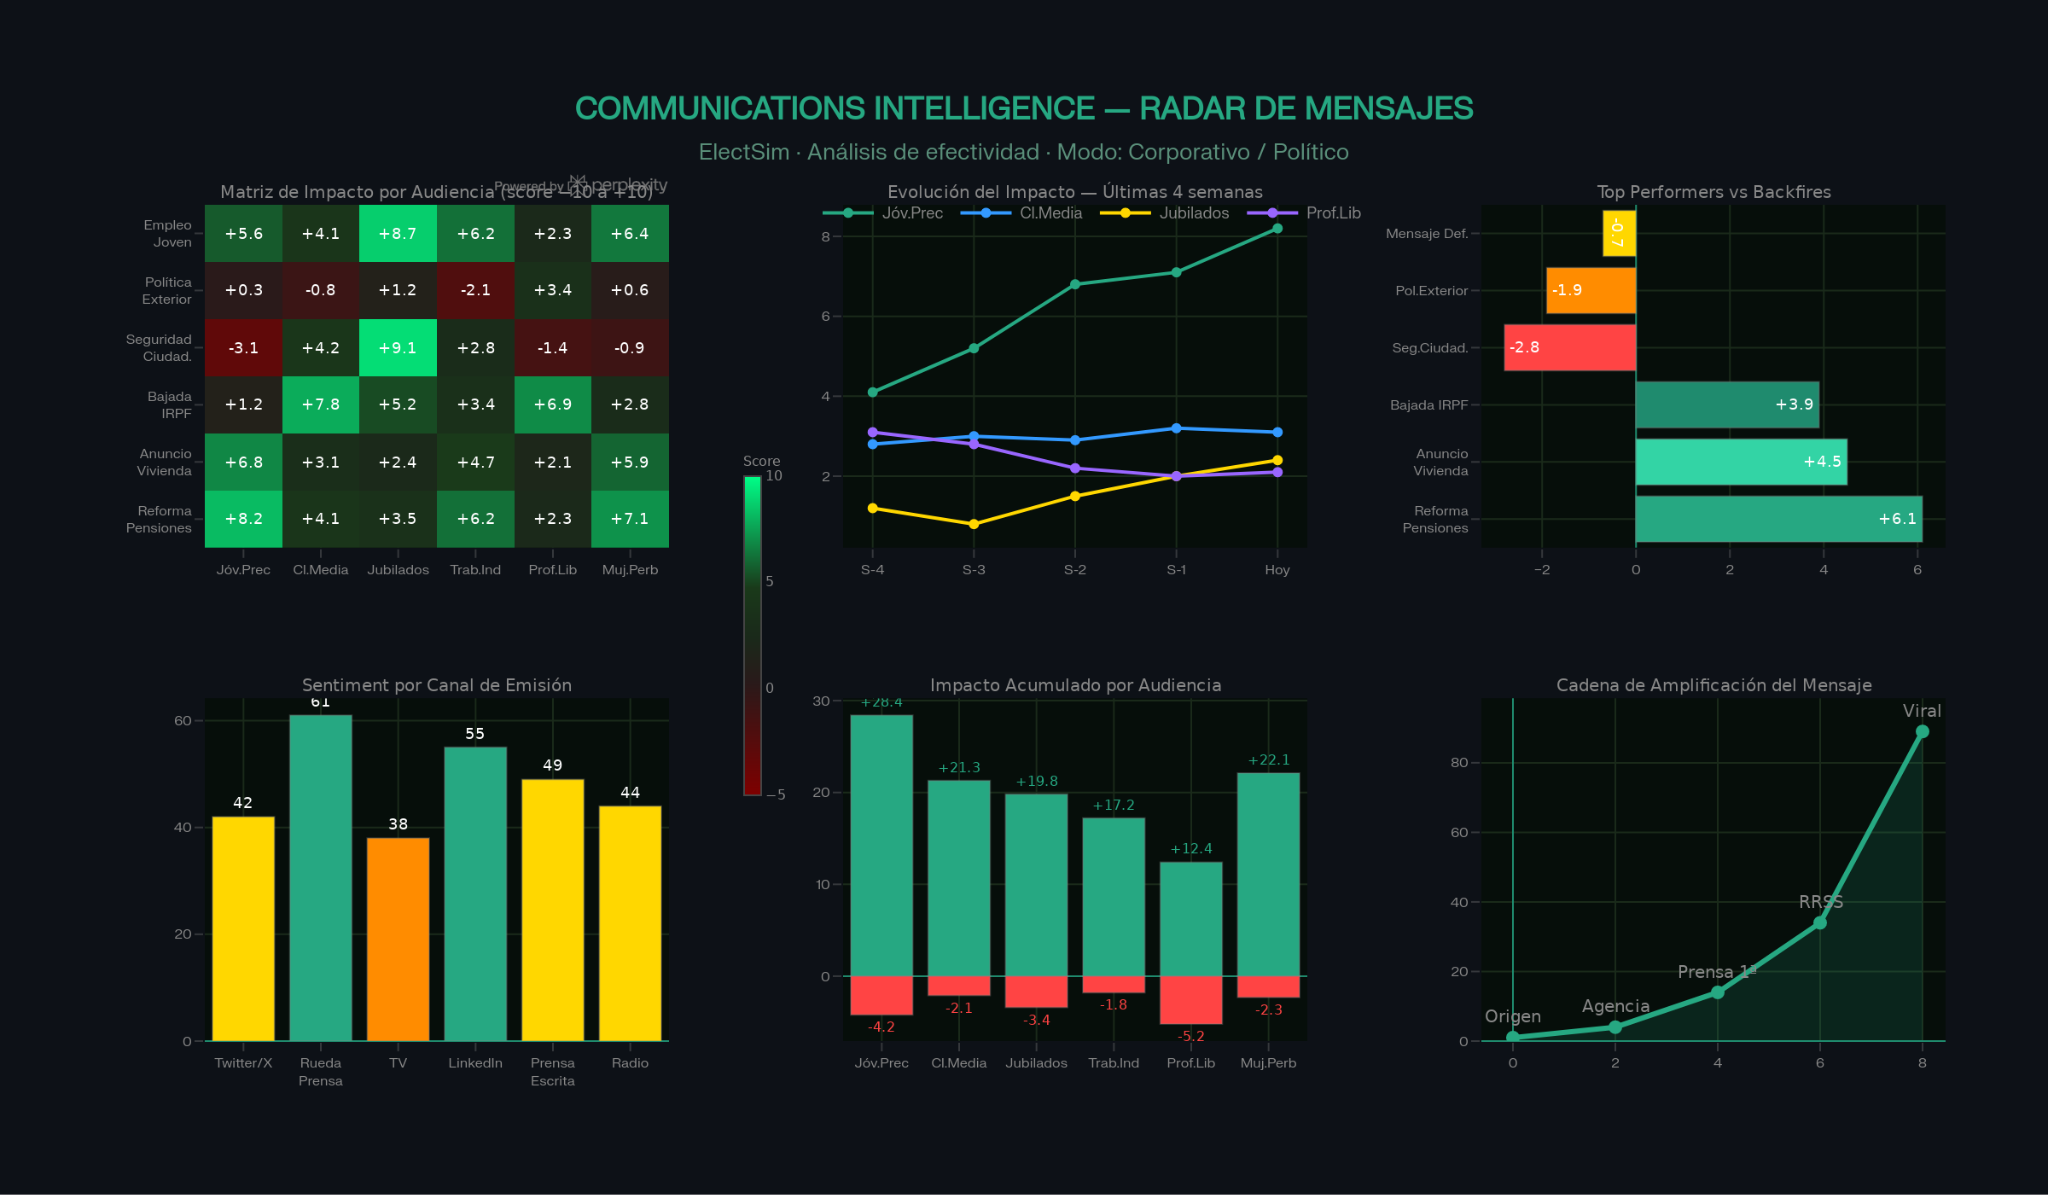 COMMUNICATIONS INTELLIGENCE — RADAR DE MENSAJES
ElectSim · Análisis de efectividad · Modo: Corporativo / Político
Powered by perplexity
Matriz de Impacto por Audiencia (score −10 a +10)
Empleo
Joven
+5.6 +4.1 +8.7 +6.2 +2.3 +6.4
Política
Exterior
+0.3 -0.8 +1.2 -2.1 +3.4 +0.6
Seguridad
Ciudad.
-3.1 +4.2 +9.1 +2.8 -1.4 -0.9
Bajada
IRPF
+1.2 +7.8 +5.2 +3.4 +6.9 +2.8
Anuncio
Vivienda
+6.8 +3.1 +2.4 +4.7 +2.1 +5.9
Reforma
Pensiones
+8.2 +4.1 +3.5 +6.2 +2.3 +7.1
Jóv.Prec Cl.Media Jubilados Trab.Ind Prof.Lib Muj.Perb
Score
10
5
0
−5
Evolución del Impacto — Últimas 4 semanas
Jóv.Prec Cl.Media Jubilados Prof.Lib
8
6
4
2
S-4 S-3 S-2 S-1 Hoy
Top Performers vs Backfires
Mensaje Def. -0.7
Pol.Exterior -1.9
Seg.Ciudad. -2.8
Bajada IRPF +3.9
Anuncio
Vivienda
+4.5
Reforma
Pensiones
+6.1
−2 0 2 4 6
Sentiment por Canal de Emisión
60
40
20
0
42 61 38 55 49 44
Twitter/X Rueda Prensa TV LinkedIn Prensa Escrita Radio
Impacto Acumulado por Audiencia
30
20
10
0
+28.4 +21.3 +19.8 +17.2 +12.4 +22.1
-4.2 -2.1 -3.4 -1.8 -5.2 -2.3
Jóv.Prec Cl.Media Jubilados Trab.Ind Prof.Lib Muj.Perb
Cadena de Amplificación del Mensaje
80
60
40
20
0
Origen
Agencia
Prensa 1ª
RRSS
Viral
0 2 4 6 8